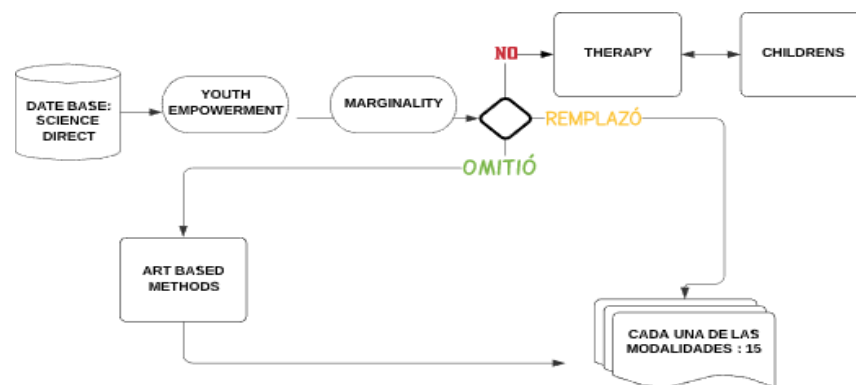 NO
THERAPY
CHILDRENS
DATE BASE:
SCIENCE
DIRECT
YOUTH
EMPOWERMENT
MARGINALITY
REMPLAZÓ
OMITIÓ
ART BASED
METHODS
CADA UNA DE LAS
MODALIDADES : 15